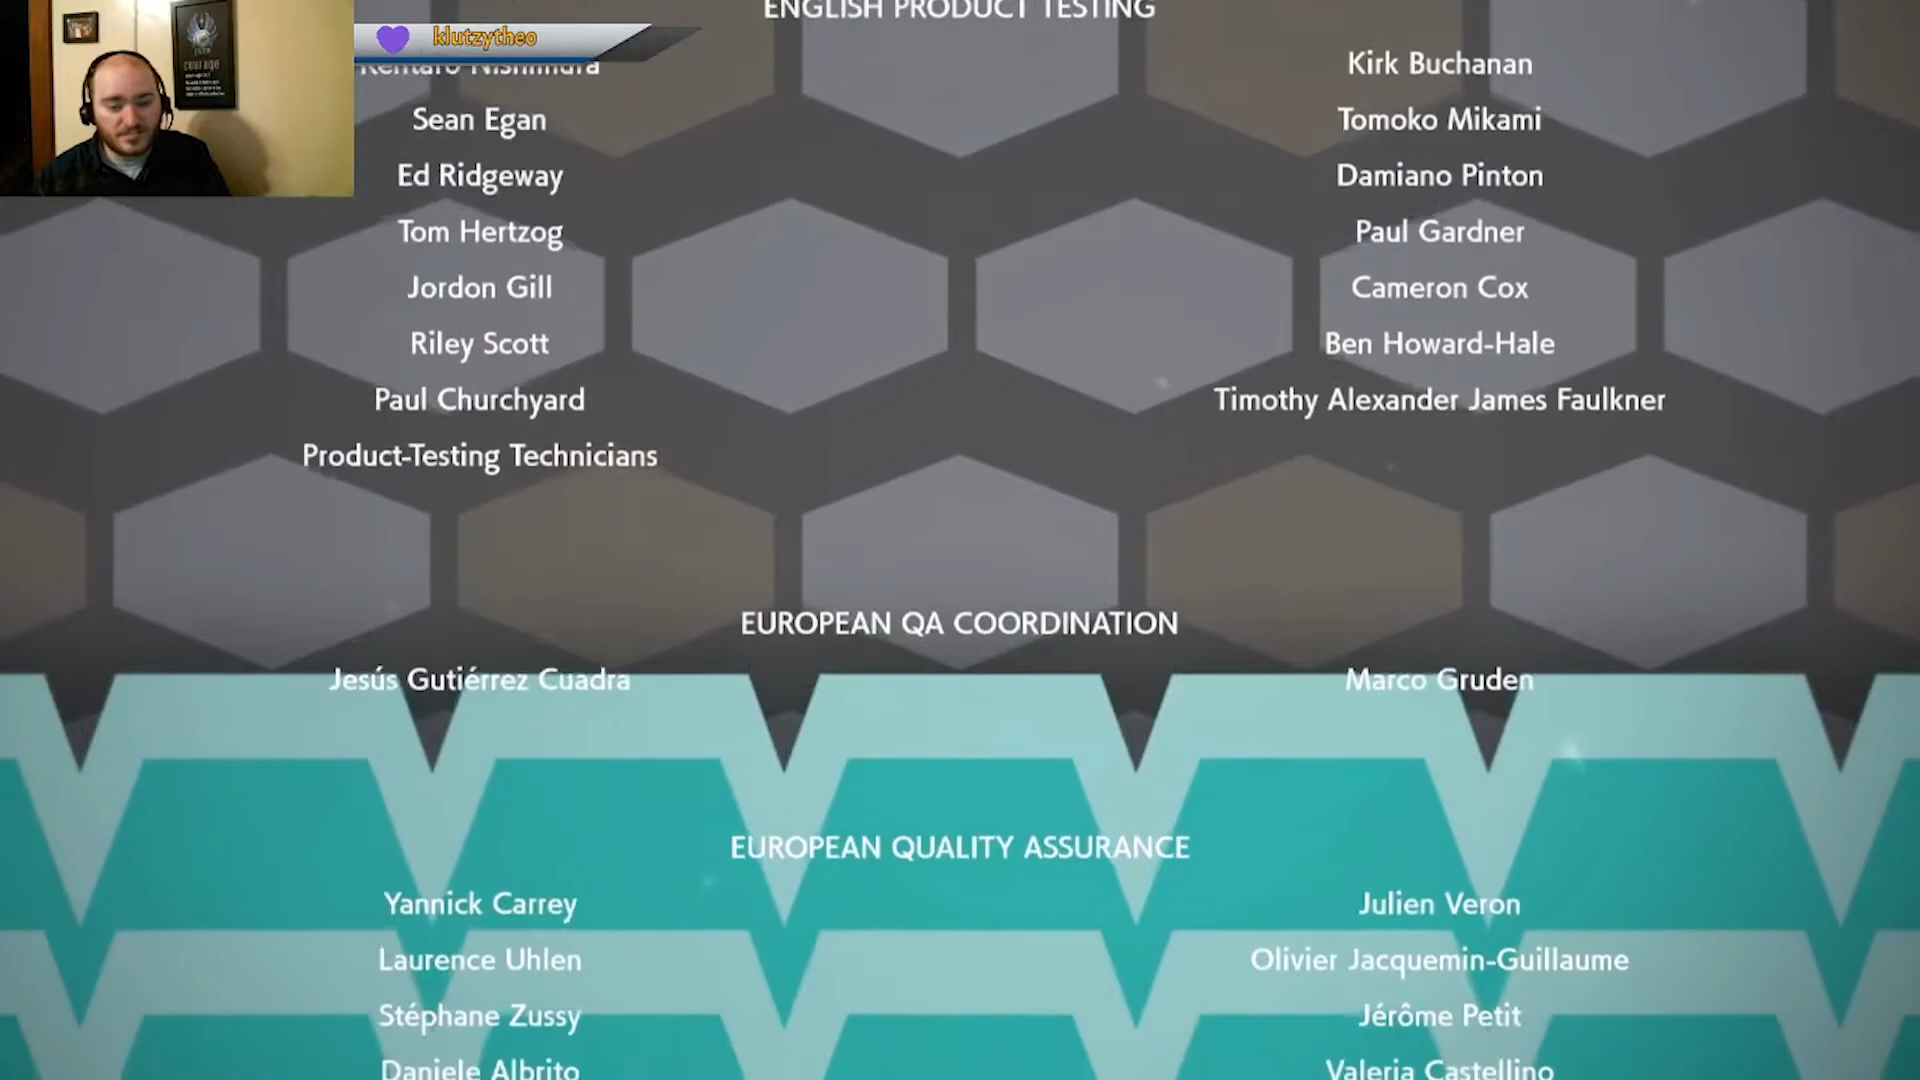 ENGLISH PRODUCT TESTING
klutzytheo
Kentaro Nishimura
Kirk Buchanan
Sean Egan
Tomoko Mikami
Ed Ridgeway
Damiano Pinton
Tom Hertzog
Paul Gardner
Jordon Gill
Cameron Cox
Riley Scott
Ben Howard-Hale
Paul Churchyard
Timothy Alexander James Faulkner
Product-Testing Technicians
EUROPEAN QA COORDINATION
Jesús Gutiérrez Cuadra
Marco Gruden
EUROPEAN QUALITY ASSURANCE
Yannick Carrey
Julien Veron
Laurence Uhlen
Olivier Jacquemin-Guillaume
Stéphane Zussy
Jérôme Petit
Daniele Albrito
Valeria Castellino
courage